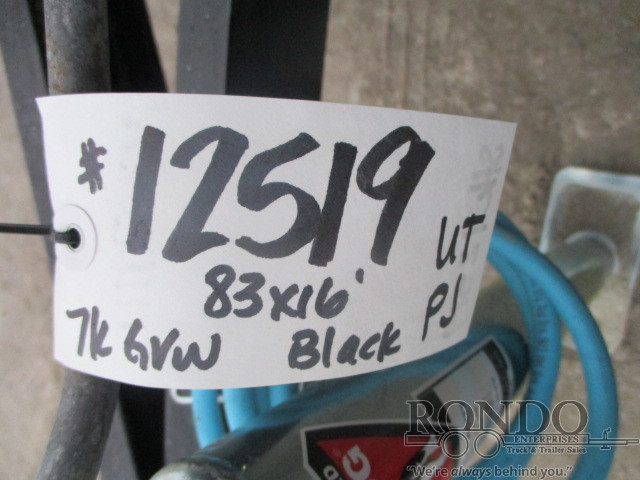 # 12519
83x16'
UT
7k GVW Black PJ
RONDO
ENTERPRISES
Truck & Trailer Sales
"We're always behind you."